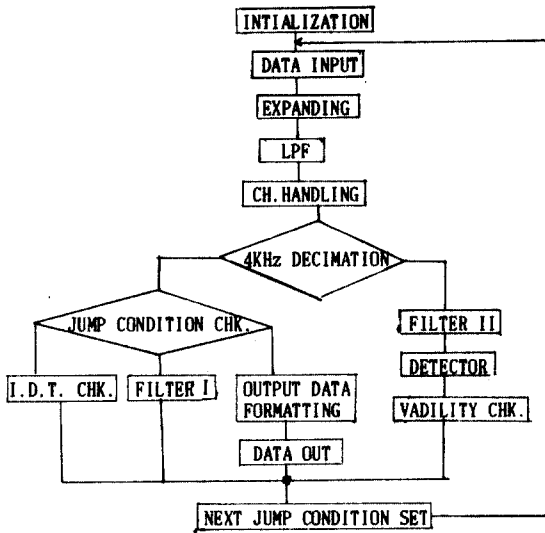 INTIALIZATION
DATA INPUT
EXPANDING
LPF
CH.HANDLING
4KHz DECIMATION
JUMP CONDITION CHK.
I.D.T. CHK.
FILTER I
OUTPUT DATA
FORMATTING
DATA OUT
FILTER II
DETECTOR
VADILITY CHK.
NEXT JUMP CONDITION SET